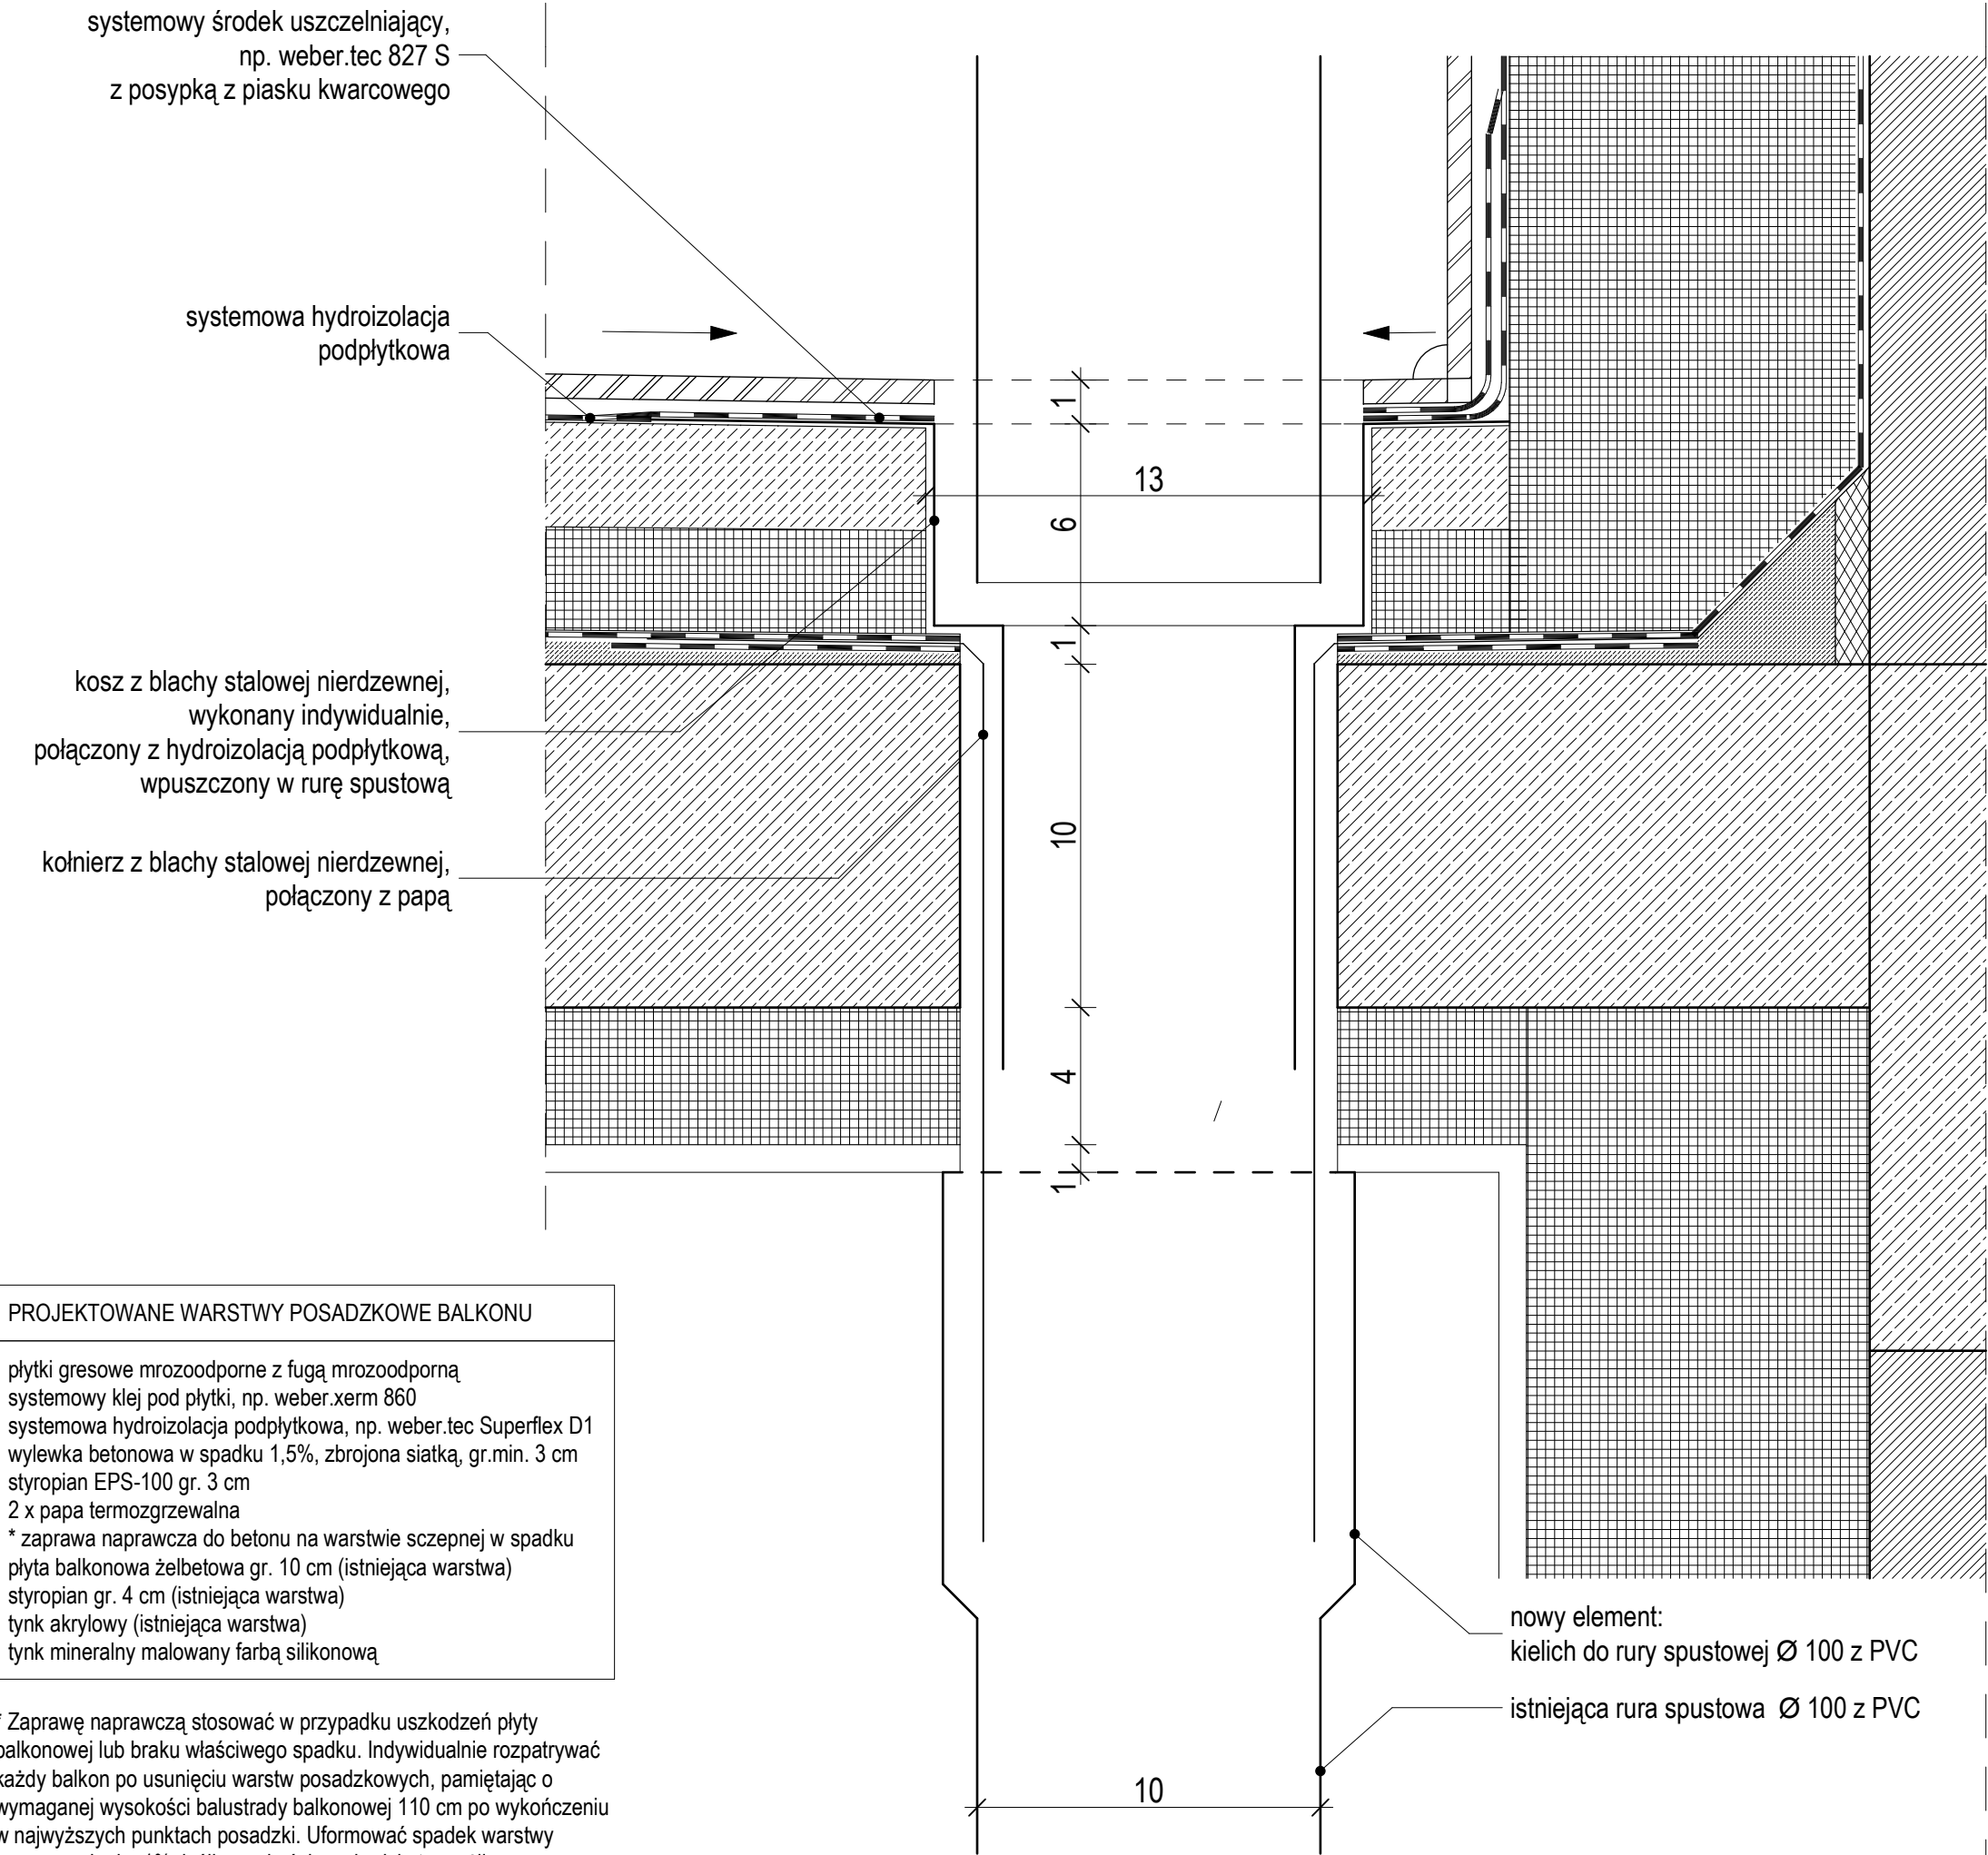 systemowy środek uszczelniający,
np. weber.tec 827 S
z posypką z piasku kwarcowego
systemowa hydroizolacja
podpłytkowa
1
13
6
1
kosz z blachy stalowej nierdzewnej,
wykonany indywidualnie,
połączony z hydroizolacją podpłytkową,
wpuszczony w rurę spustową
10
kołnierz z blachy stalowej nierdzewnej,
połączony z papą
4
1
PROJEKTOWANE WARSTWY POSADZKOWE BALKONU
płytki gresowe mrozoodporne z fugą mrozoodporną
systemowy klej pod płytki, np. weber.xerm 860
systemowa hydroizolacja podpłytkowa, np. weber.tec Superflex D1
wylewka betonowa w spadku 1,5%, zbrojona siatką, gr.min. 3 cm
styropian EPS-100 gr. 3 cm
2 x papa termozgrzewalna
* zaprawa naprawcza do betonu na warstwie sczepnej w spadku
płyta balkonowa żelbetowa gr. 10 cm (istniejąca warstwa)
styropian gr. 4 cm (istniejąca warstwa)
tynk akrylowy (istniejąca warstwa)
tynk mineralny malowany farbą silikonową
nowy element:
kielich do rury spustowej Ø 100 z PVC
istniejąca rura spustowa Ø 100 z PVC
10
* Zaprawę naprawczą stosować w przypadku uszkodzeń płyty
balkonowej lub braku właściwego spadku. Indywidualnie rozpatrywać
każdy balkon po usunięciu warstw posadzkowych, pamiętając o
wymaganej wysokości balustrady balkonowej 110 cm po wykończeniu
w najwyższych punktach posadzki. Uformować spadek warstwy